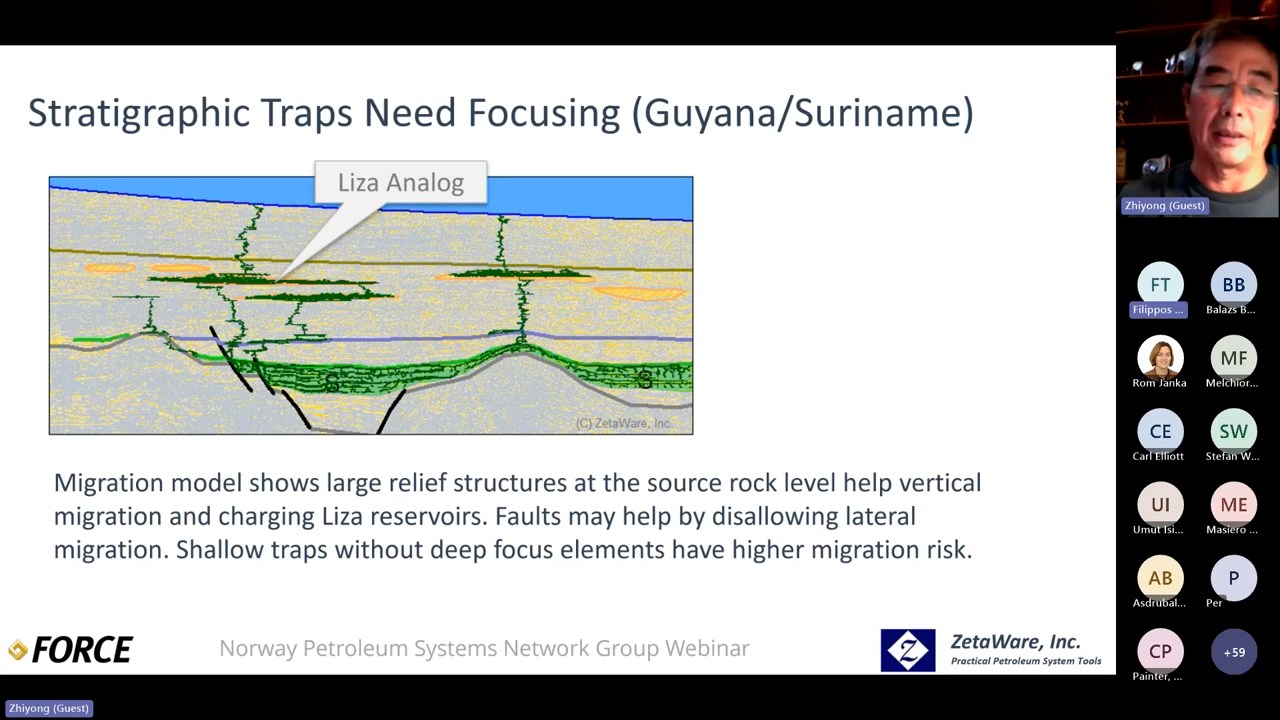 Stratigraphic Traps Need Focusing (Guyana/Suriname)
Liza Analog
S
S
(C) ZetaWare, Inc.
Migration model shows large relief structures at the source rock level help vertical
migration and charging Liza reservoirs. Faults may help by disallowing lateral
migration. Shallow traps without deep focus elements have higher migration risk.
FORCE
Norway Petroleum Systems Network Group Webinar
Z
ZetaWare, Inc.
Practical Petroleum System Tools
Zhiyong (Guest)
FT
BB
Filippos ...
Balazs B...
MF
Rom Janka
Melchior...
CE
SW
Carl Elliott
Stefan W...
UI
ME
Umut Isi...
Masiero ...
AB
P
Asdrubal...
Per
CP
+59
Painter, ...
Zhiyong (Guest)